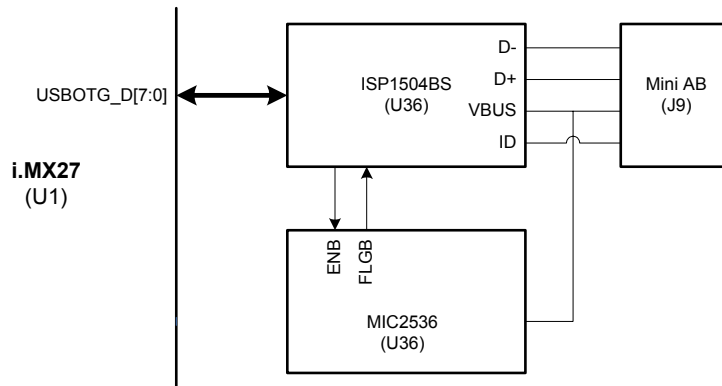 D-
ISP1504BS
(U36)
D+
Mini AB
(J9)
USBOTG_D[7:0]
VBUS
ID
i.MX27
(U1)
ENB
FLGB
MIC2536
(U36)